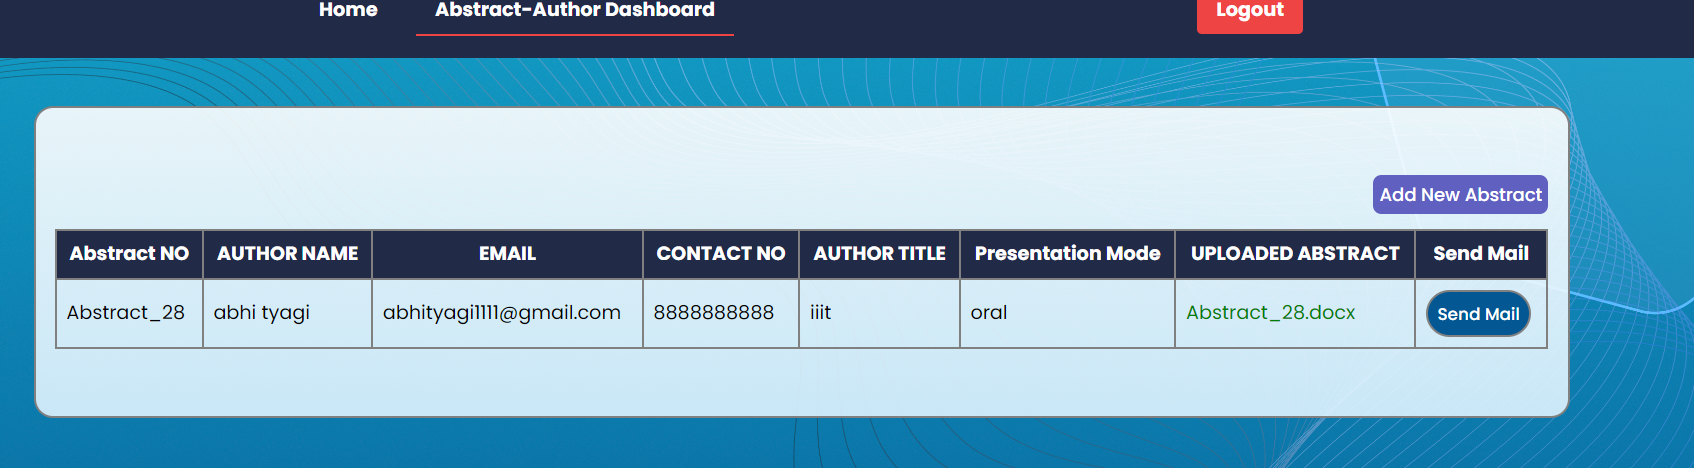 Home Abstract-Author Dashboard Logout
Add New Abstract
Abstract NO AUTHOR NAME EMAIL CONTACT NO AUTHOR TITLE Presentation Mode UPLOADED ABSTRACT Send Mail
Abstract_28 abhi tyagi abhityagi1111@gmail.com 8888888888 iiit oral Abstract_28.docx Send Mail